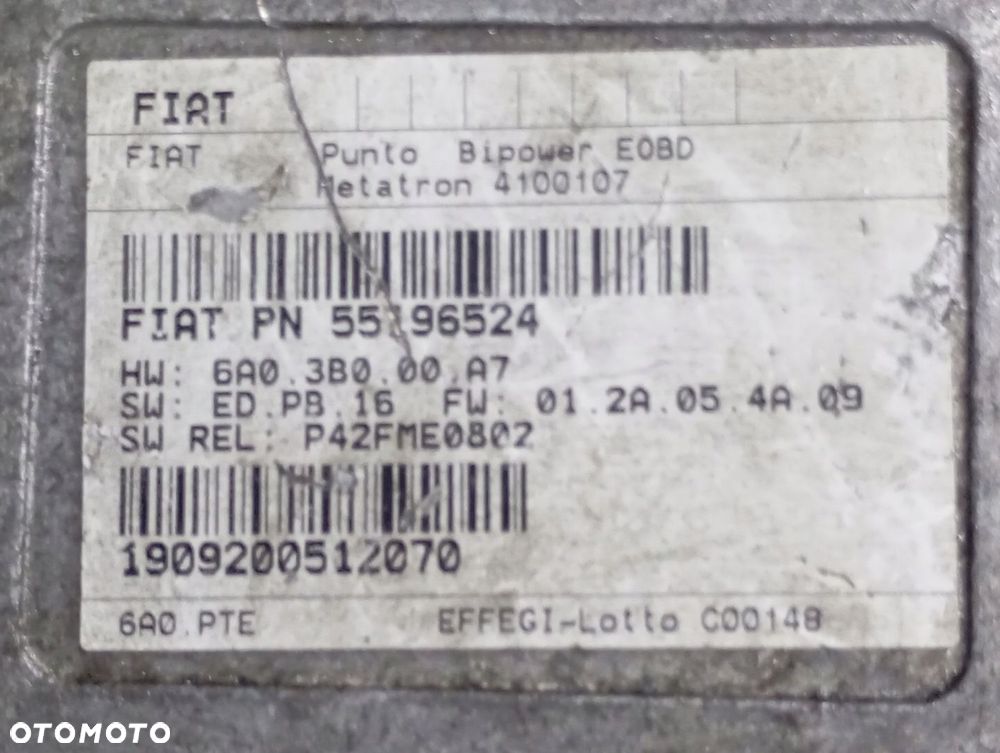 FIAT
FIAT Punto Bipower EOBD
Metatron 4100107
FIAT PN 55196524
HW: 6A0.3B0.00.A7
SW: ED.PB.16 FW: 01.2A.05.4A.09
SW REL: P42FME0802
1909200512070
6A0.PTE EFFEGI-Lotto C00148
OTOMOTO